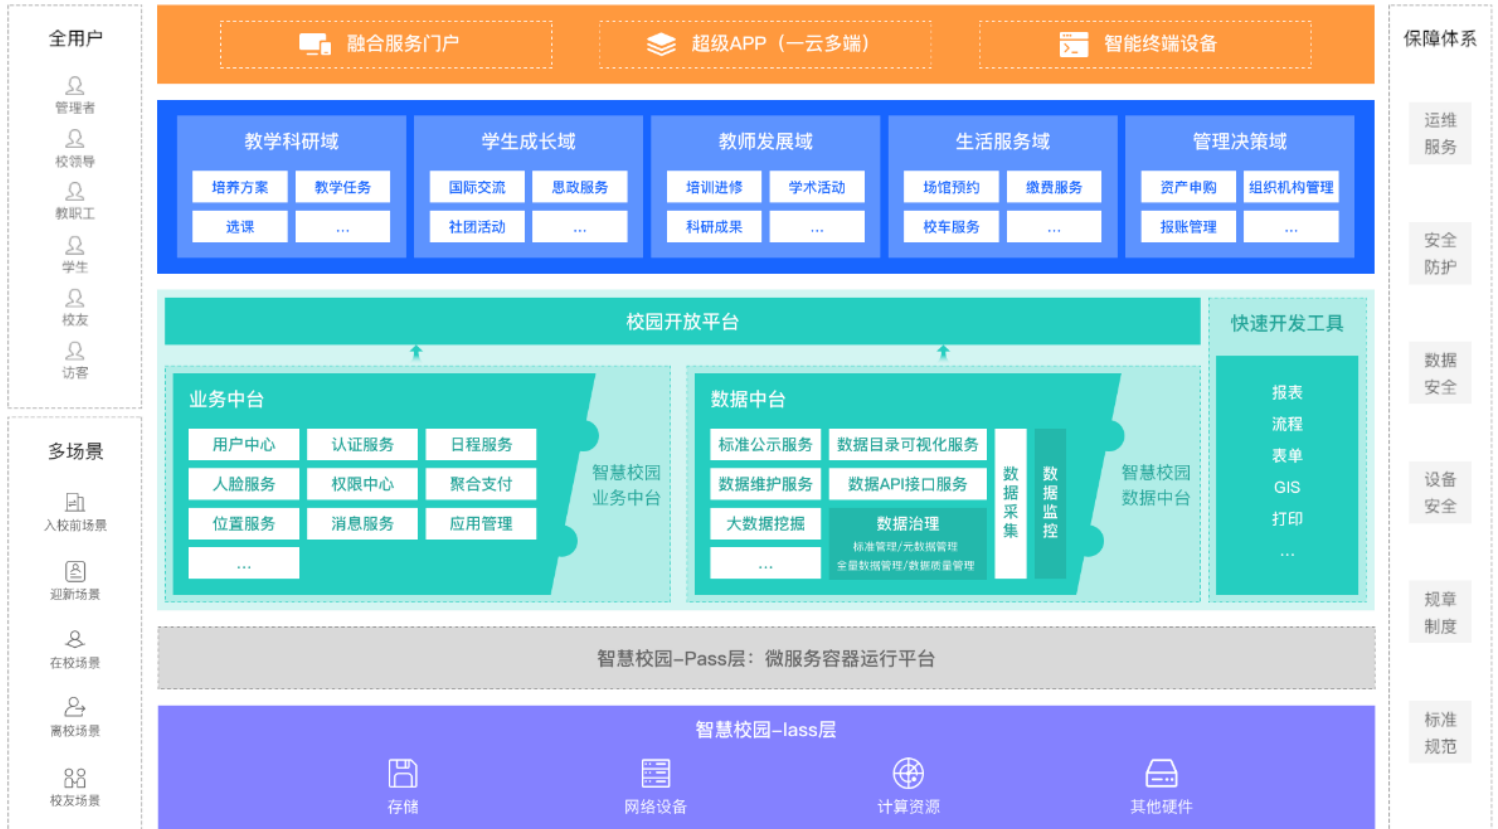 全用户
管理者
校领导
教职工
学生
校友
访客
多场景
入校前场景
迎新场景
在校场景
离校场景
校友场景
融合服务门户
超级APP（一云多端）
智能终端设备
教学科研域
培养方案
教学任务
选课
...
学生成长域
国际交流
思政服务
社团活动
...
教师发展域
培训进修
学术活动
科研成果
...
生活服务域
场馆预约
缴费服务
校车服务
...
管理决策域
资产申购
组织机构管理
报账管理
...
校园开放平台
业务中台
用户中心
认证服务
日程服务
人脸服务
权限中心
聚合支付
位置服务
消息服务
应用管理
...
智慧校园
业务中台
数据中台
标准公示服务
数据目录可视化服务
数据维护服务
数据API接口服务
大数据挖掘
...
数据治理
标准管理/元数据管理
全量数据管理/数据质量管理
数据采集
数据监控
智慧校园
数据中台
快速开发工具
报表
流程
表单
GIS
打印
...
智慧校园-Pass层：微服务容器运行平台
智慧校园-lass层
存储
网络设备
计算资源
其他硬件
保障体系
运维
服务
安全
防护
数据
安全
设备
安全
规章
制度
标准
规范